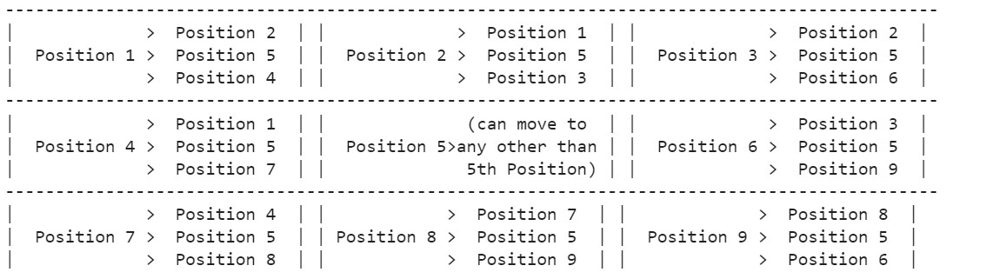 ------------------------------------------------------------------------------------------
|             >  Position 2  | |             >  Position 1  | |             >  Position 2  |
|  Position 1 >  Position 5  | |  Position 2 >  Position 5  | |  Position 3 >  Position 5  |
|             >  Position 4  | |             >  Position 3  | |             >  Position 6  |
------------------------------------------------------------------------------------------
|             >  Position 1  | |              (can move to  | |             >  Position 3  |
|  Position 4 >  Position 5  | |  Position 5>any other than | |  Position 6 >  Position 5  |
|             >  Position 7  | |              5th Position) | |             >  Position 9  |
------------------------------------------------------------------------------------------
|             >  Position 4  | |            >  Position 7  | |             >  Position 8  |
|  Position 7 >  Position 5  | | Position 8 >  Position 5  | |  Position 9 >  Position 5  |
|             >  Position 8  | |            >  Position 9  | |             >  Position 6  |